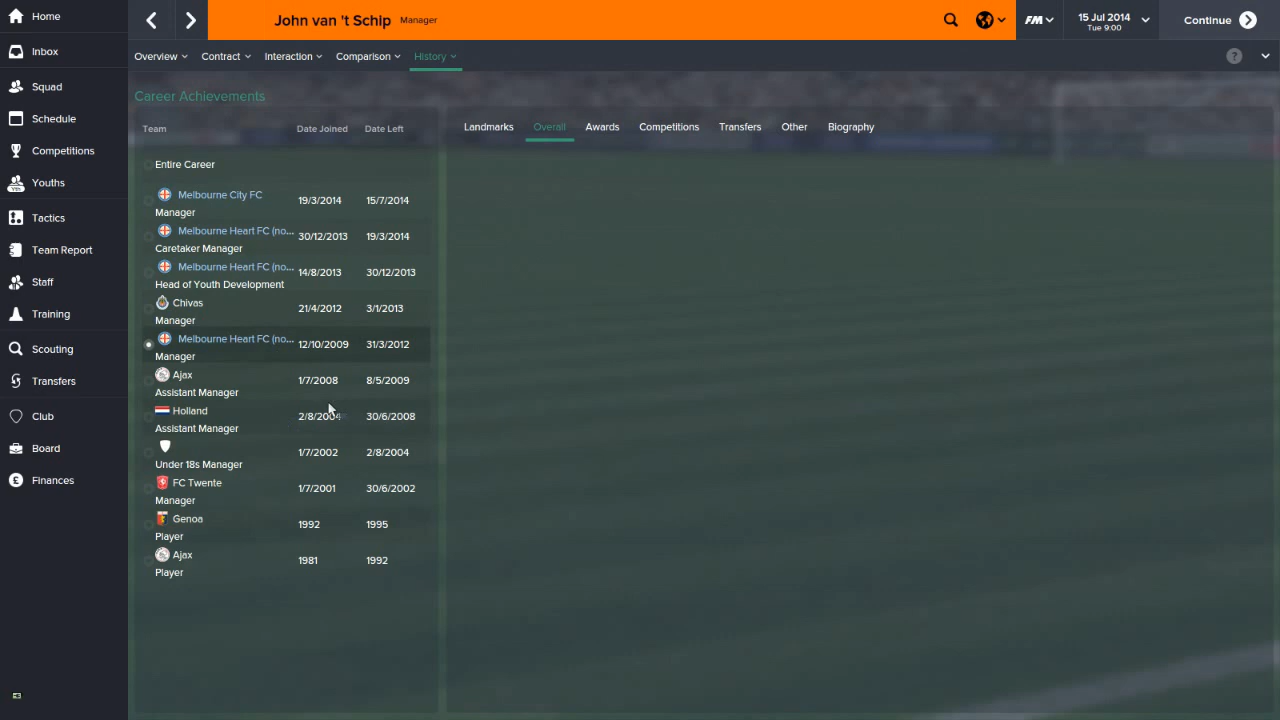 Home
John van 't Schip Manager
FM
15 Jul 2014
Tue 9:00
Continue
Inbox
Overview Contract Interaction Comparison History
?
Squad
Career Achievements
Schedule
Team Date Joined Date Left
Landmarks Overall Awards Competitions Transfers Other Biography
Competitions
Entire Career
Youths
Melbourne City FC 19/3/2014 15/7/2014
Manager
Tactics
Melbourne Heart FC (no... 30/12/2013 19/3/2014
Caretaker Manager
Team Report
Melbourne Heart FC (no... 14/8/2013 30/12/2013
Head of Youth Development
Staff
Chivas 21/4/2012 3/1/2013
Manager
Training
Melbourne Heart FC (no... 12/10/2009 31/3/2012
Manager
Scouting
Ajax 1/7/2008 8/5/2009
Assistant Manager
Transfers
Holland 2/8/2004 30/6/2008
Assistant Manager
Club
1/7/2002 2/8/2004
Under 18s Manager
Board
FC Twente 1/7/2001 30/6/2002
Manager
Finances
Genoa 1992 1995
Player
Ajax 1981 1992
Player